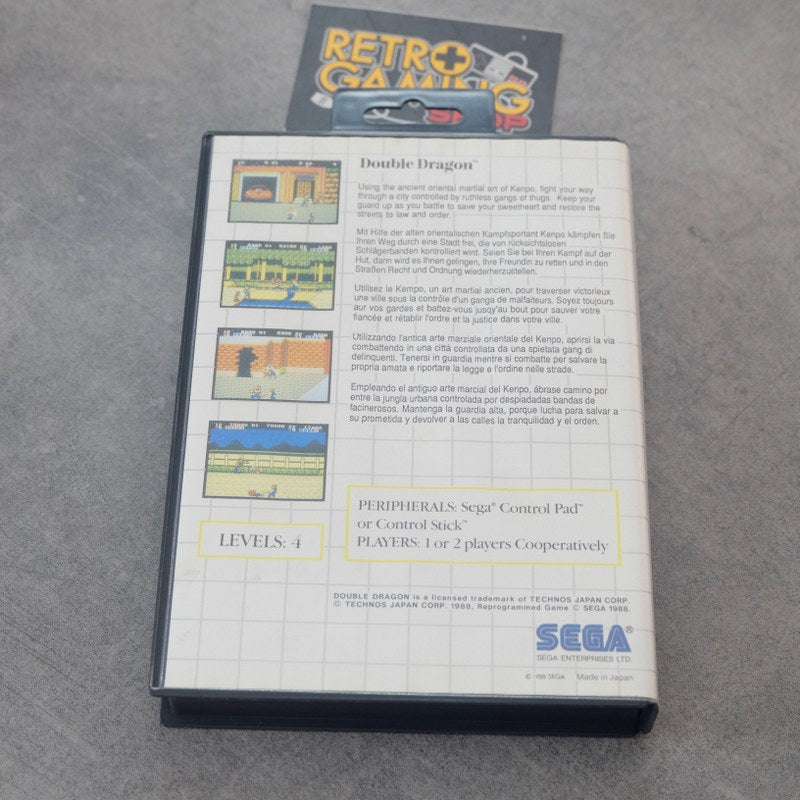 RETRO
GAMING
SHOP
Double Dragon™
Using the ancient oriental martial art of Kenpo, fight your way
through a city controlled by ruthless gangs of thugs. Keep your
guard up as you battle to save your sweetheart and restore the
streets to law and order.
Mit Hilfe der alten orientalischen Kampfsportant Kenpo kämpfen Sie
Ihren Weg durch eine Stadt frei, die von rücksichtslosen
Schlägerbanden kontrolliert wird. Seien Sie bei Ihren Kampf auf der
Hut, dann wird es Ihnen gelingen, Ihre Freundin zu retten und in den
Straßen Recht und Ordnung wiederherzustellen.
Utilisez le Kempo, un art martial ancien, pour traverser victorieux
une ville sous la contrôle d'un ganga de malfaiteurs. Soyez toujours
aur vos gardes et battez-vous jusqu'au bout pour sauver votre
fiancée et rétablir l'ordre et la justice dans votre ville.
Utilizzando l'antica arte marziale orientale del Kenpo, aprirsi la via
combattendo in una città controllata da una spietata gang di
delinquenti. Tenersi in guardia mentre si combatte per salvare la
propria amata e riportare la legge e l'ordine nelle strade.
Empleando el antiguo arte marcial del Kenpo, ábrase camino por
entre la jungla urbana controlada por despiadadas bandas de
facinerosos. Mantenga la guardia alta, porque lucha para salvar a
su prometida y devolver a las calles la tranquilidad y el orden.
LEVELS: 4
PERIPHERALS: Sega® Control Pad™
or Control Stick™
PLAYERS: 1 or 2 players Cooperatively
DOUBLE DRAGON is a licensed trademark of TECHNOS JAPAN CORP.
© TECHNOS JAPAN CORP. 1988, Reprogrammed Game © SEGA 1988.
SEGA®
SEGA ENTERPRISES LTD.
© 1988 SEGA Made in Japan